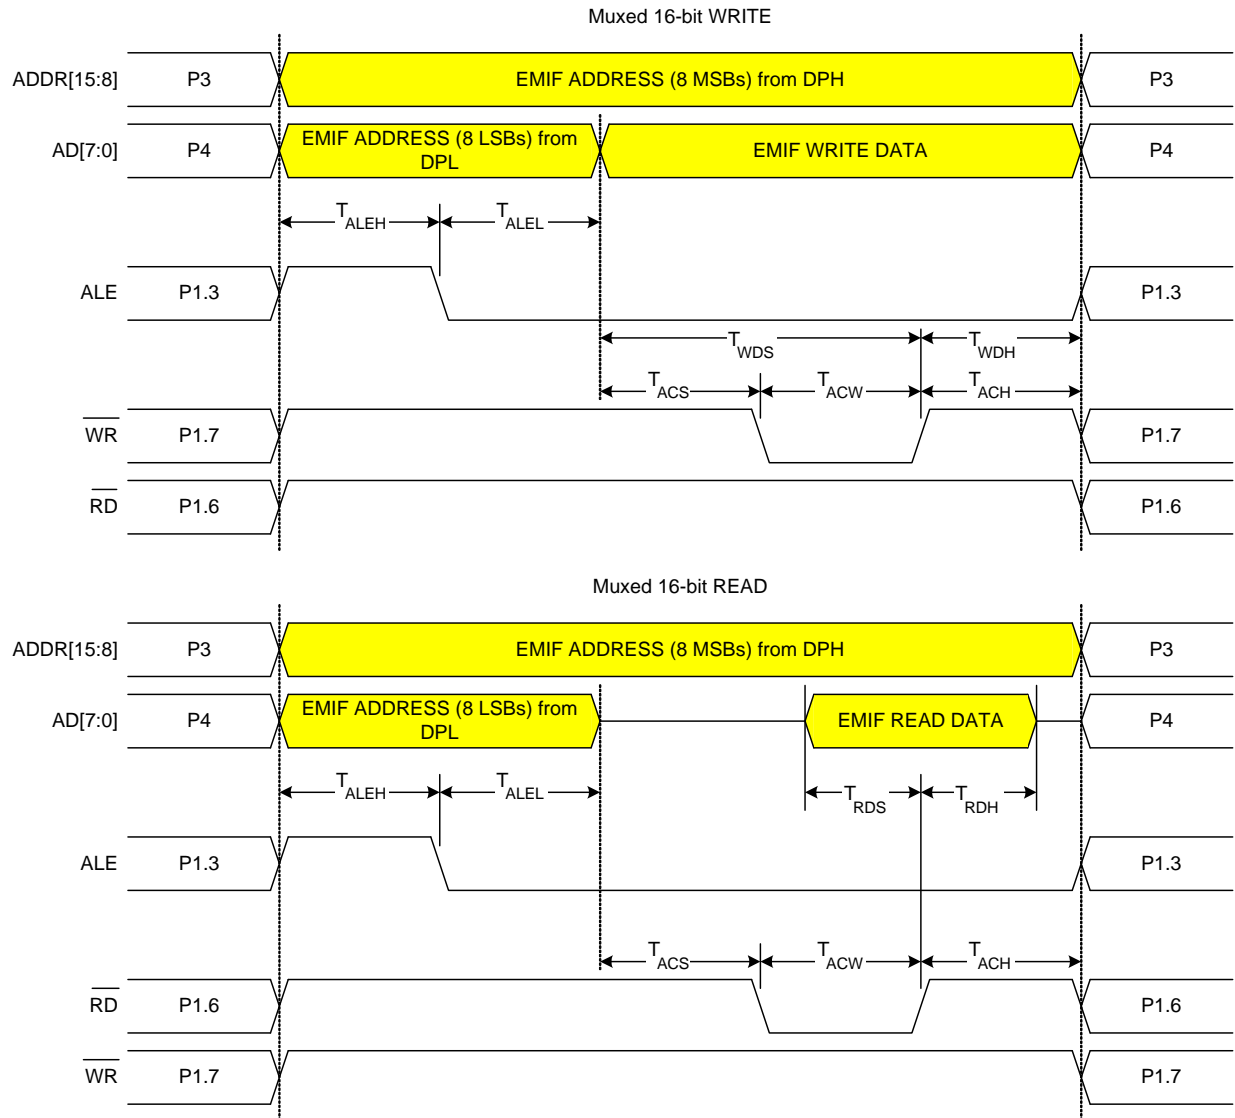 Muxed 16-bit WRITE
ADDR[15:8] P3 EMIF ADDRESS (8 MSBs) from DPH P3
AD[7:0] P4 EMIF ADDRESS (8 LSBs) from DPL EMIF WRITE DATA P4
TALEH TALEL
ALE P1.3 P1.3
TWDS TWDH
TACS TACW TACH
WR P1.7 P1.7
RD P1.6 P1.6
Muxed 16-bit READ
ADDR[15:8] P3 EMIF ADDRESS (8 MSBs) from DPH P3
AD[7:0] P4 EMIF ADDRESS (8 LSBs) from DPL EMIF READ DATA P4
TALEH TALEL TRDS TRDH
ALE P1.3 P1.3
TACS TACW TACH
RD P1.6 P1.6
WR P1.7 P1.7